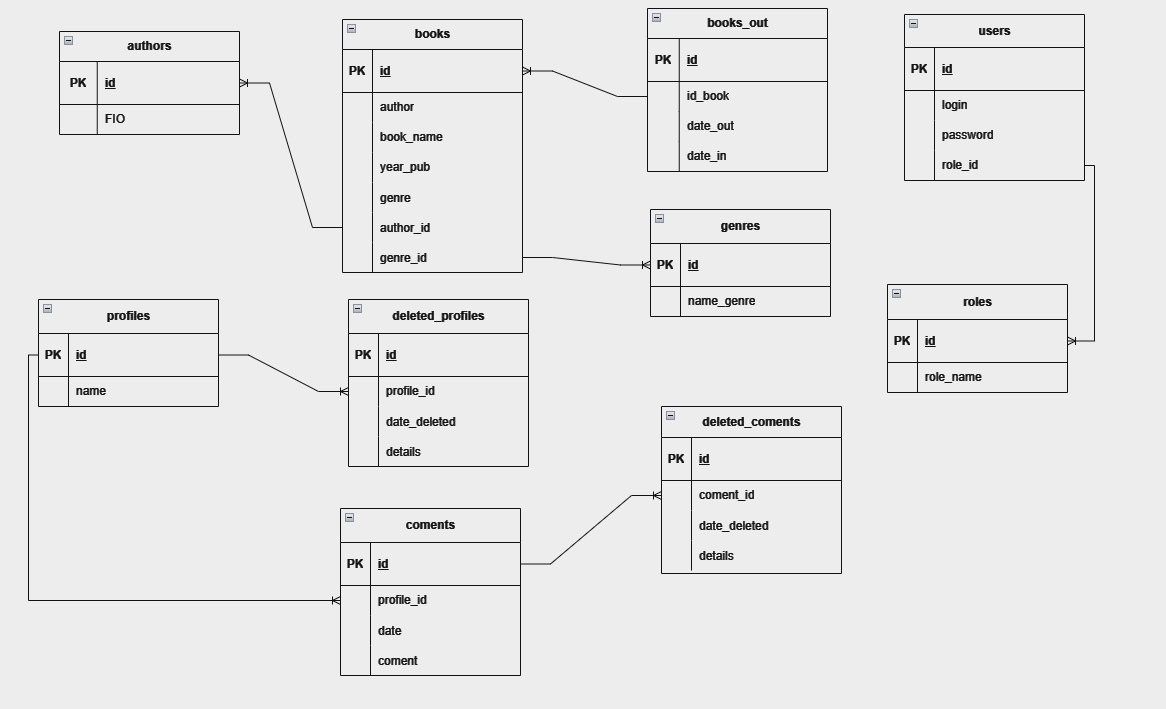 authors
PK id
FIO
books
PK id
author
book_name
year_pub
genre
author_id
genre_id
books_out
PK id
id_book
date_out
date_in
users
PK id
login
password
role_id
genres
PK id
name_genre
roles
PK id
role_name
profiles
PK id
name
deleted_profiles
PK id
profile_id
date_deleted
details
deleted_coments
PK id
coment_id
date_deleted
details
coments
PK id
profile_id
date
coment